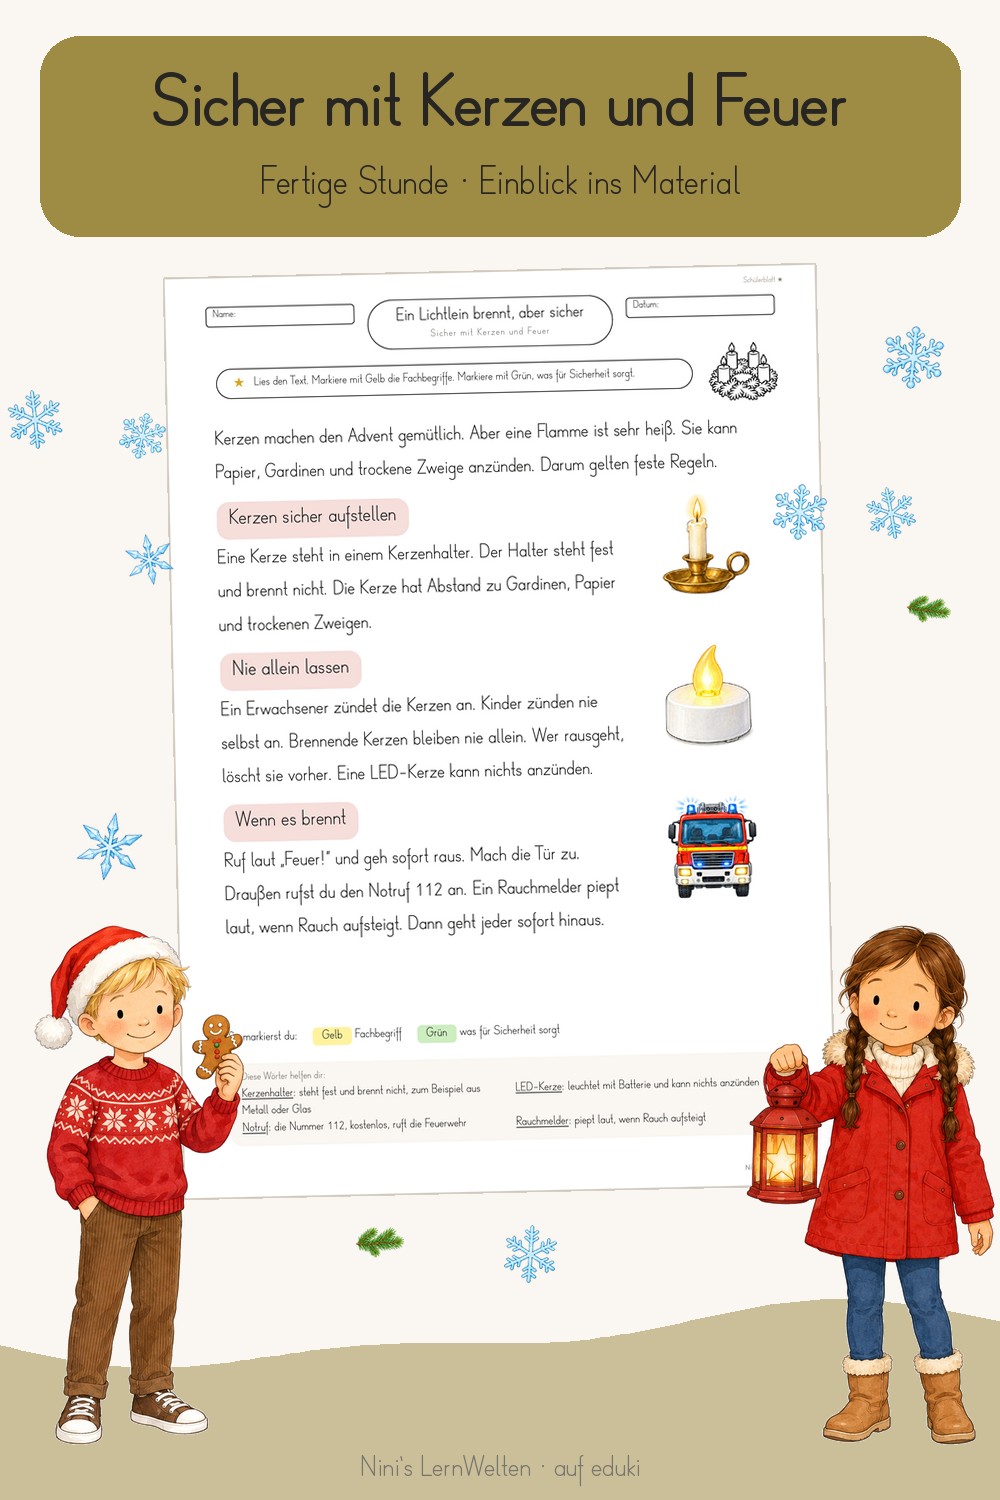 Sicher mit Kerzen und Feuer
Fertige Stunde · Einblick ins Material
Schülerblatt ★
Name:
Ein Lichtlein brennt, aber sicher
Sicher mit Kerzen und Feuer
Datum:
★ Lies den Text. Markiere mit Gelb die Fachbegriffe. Markiere mit Grün, was für Sicherheit sorgt.
Kerzen machen den Advent gemütlich. Aber eine Flamme ist sehr heiß. Sie kann
Papier, Gardinen und trockene Zweige anzünden. Darum gelten feste Regeln.
Kerzen sicher aufstellen
Eine Kerze steht in einem Kerzenhalter. Der Halter steht fest
und brennt nicht. Die Kerze hat Abstand zu Gardinen, Papier
und trockenen Zweigen.
Nie allein lassen
Ein Erwachsener zündet die Kerzen an. Kinder zünden nie
selbst an. Brennende Kerzen bleiben nie allein. Wer rausgeht,
löscht sie vorher. Eine LED-Kerze kann nichts anzünden.
Wenn es brennt
Ruf laut „Feuer!" und geh sofort raus. Mach die Tür zu.
Draußen rufst du den Notruf 112 an. Ein Rauchmelder piept
laut, wenn Rauch aufsteigt. Dann geht jeder sofort hinaus.
markierst du: Gelb Fachbegriff Grün was für Sicherheit sorgt
Diese Wörter helfen dir:
Kerzenhalter: steht fest und brennt nicht, zum Beispiel aus
Metall oder Glas
Notruf: die Nummer 112, kostenlos, ruft die Feuerwehr
LED-Kerze: leuchtet mit Batterie und kann nichts anzünden
Rauchmelder: piept laut, wenn Rauch aufsteigt
Nini's LernWelten · auf eduki